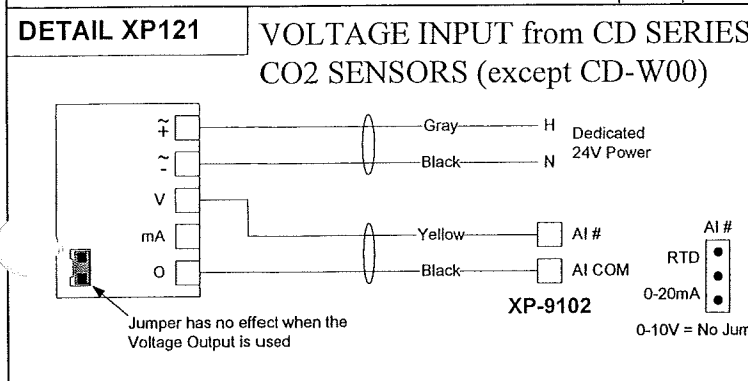 DETAIL XP121
VOLTAGE INPUT from CD SERIES
CO2 SENSORS (except CD-W00)
~
+
Gray
H
Dedicated
24V Power
~
-
Black
N
V
mA
Yellow
AI #
AI #
RTD
O
Black
AI COM
0-20mA
XP-9102
0-10V = No Jum
Jumper has no effect when the
Voltage Output is used